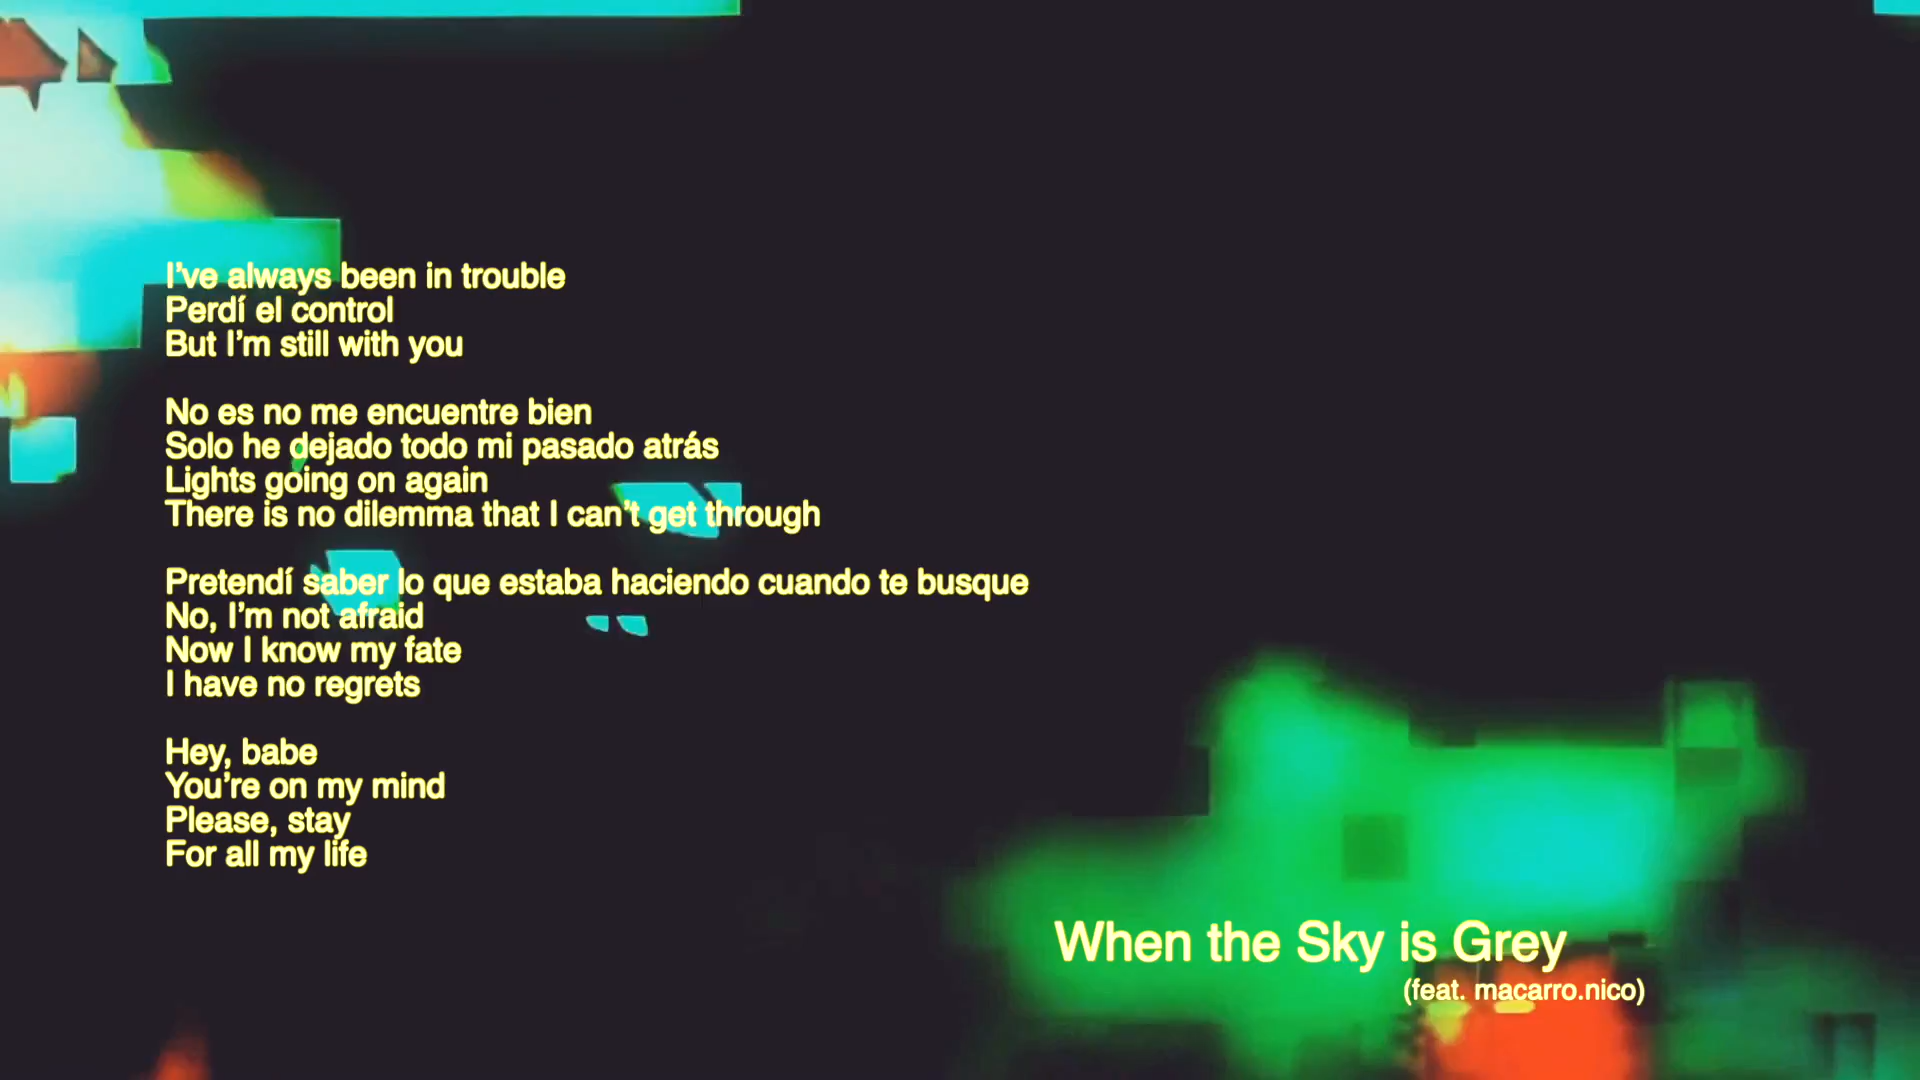 I’ve always been in trouble
Perdí el control
But I’m still with you
No es no me encuentre bien
Solo he dejado todo mi pasado atrás
Lights going on again
There is no dilemma that I can’t get through
Pretendí saber lo que estaba haciendo cuando te busque
No, I’m not afraid
Now I know my fate
I have no regrets
Hey, babe
You’re on my mind
Please, stay
For all my life
When the Sky is Grey
(feat. macarro.nico)